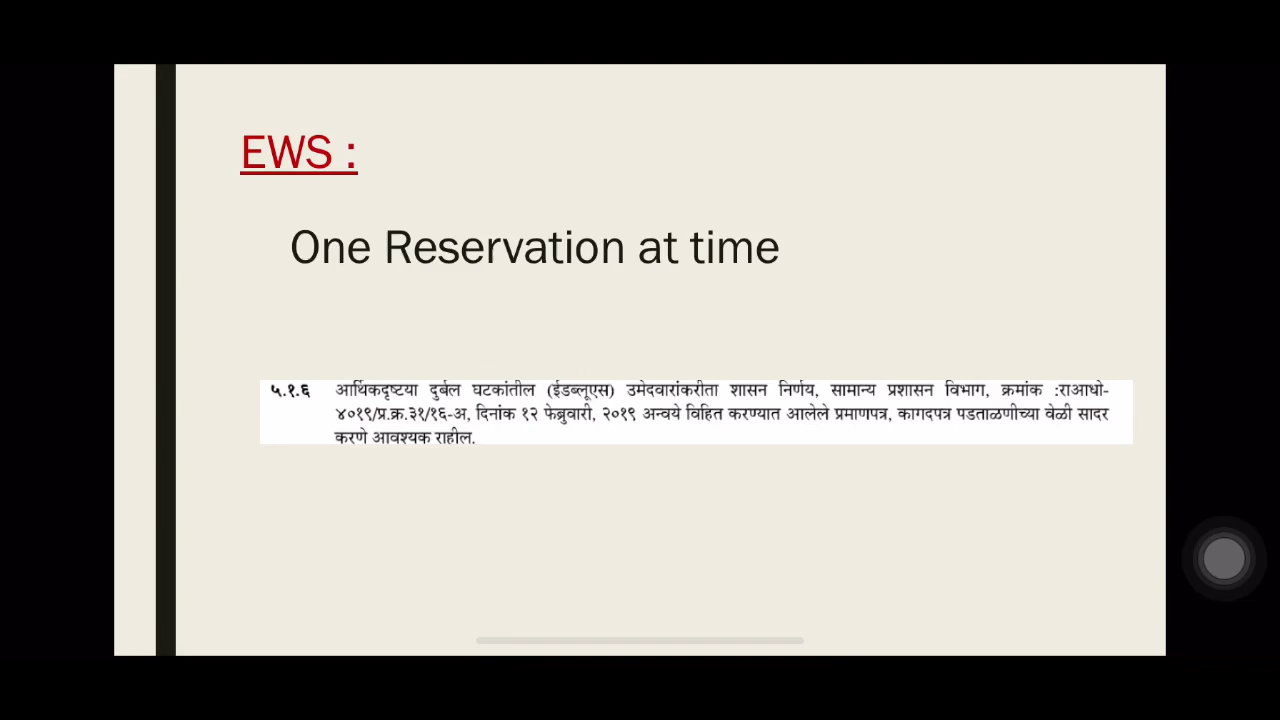 EWS :
One Reservation at time
५.१.६ आर्थिकदृष्टया दुर्बल घटकांतील (ईडब्लूएस) उमेदवारांकरीता शासन निर्णय, सामान्य प्रशासन विभाग, क्रमांक :राआधो-
४०१९/प्र.क्र.३१/१६-अ, दिनांक १२ फेब्रुवारी, २०१९ अन्वये विहित करण्यात आलेले प्रमाणपत्र, कागदपत्र पडताळणीच्या वेळी सादर
करणे आवश्यक राहील.